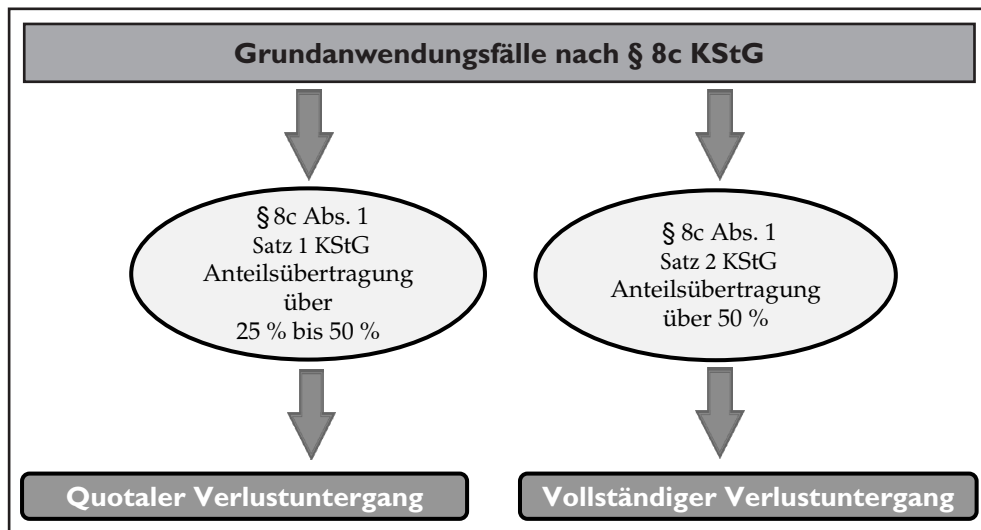 Grundanwendungsfälle nach § 8c KStG
§ 8c Abs. 1
Satz 1 KStG
Anteilsübertragung
über
25 % bis 50 %
§ 8c Abs. 1
Satz 2 KStG
Anteilsübertragung
über 50 %
Quotaler Verlustuntergang
Vollständiger Verlustuntergang